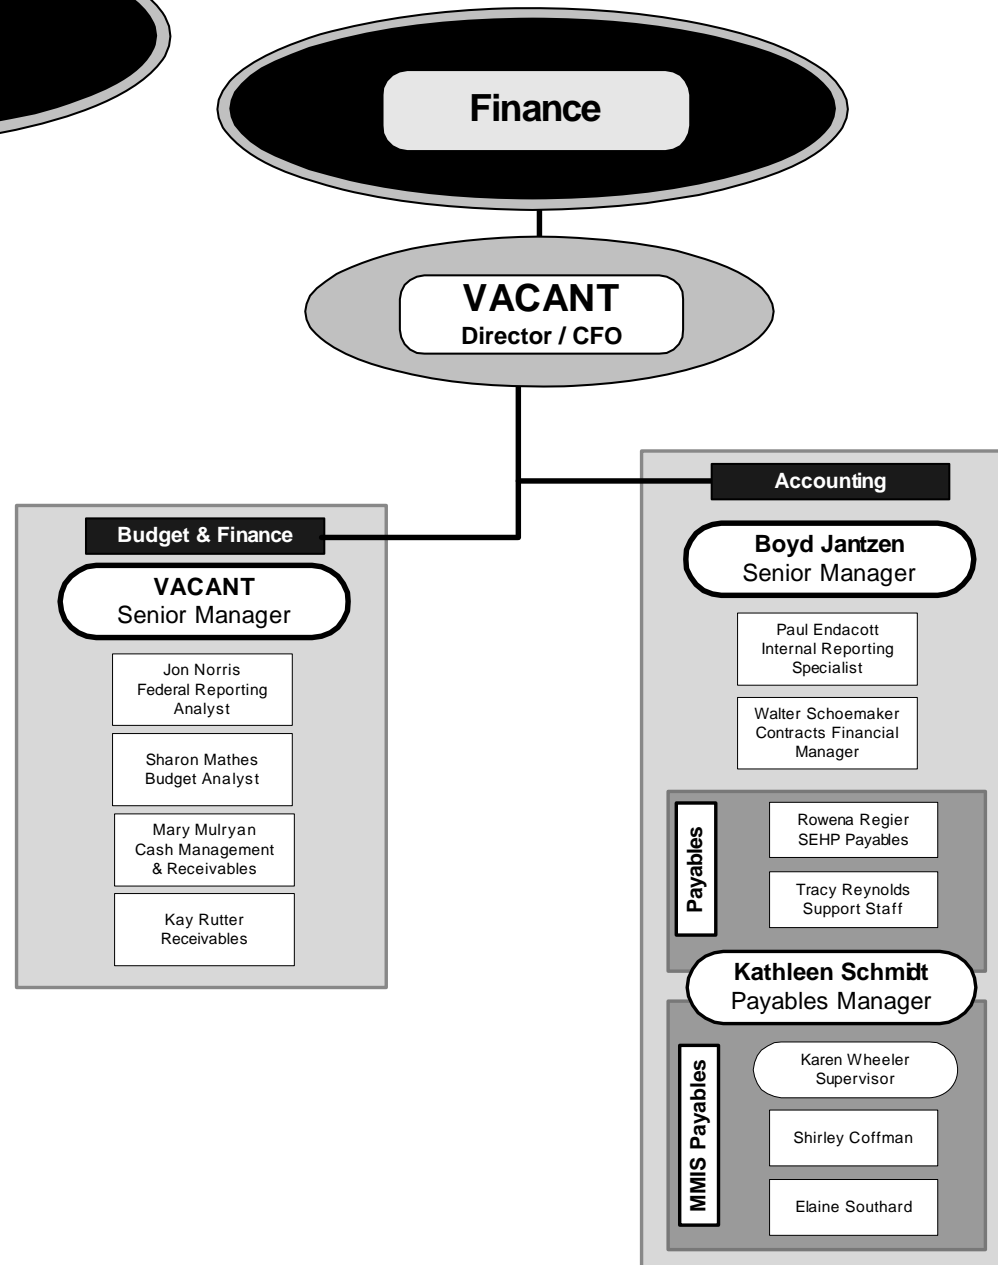 Finance
VACANT
Director / CFO
Budget & Finance
VACANT
Senior Manager
Jon Norris
Federal Reporting
Analyst
Sharon Mathes
Budget Analyst
Mary Mulryan
Cash Management
& Receivables
Kay Rutter
Receivables
Accounting
Boyd Jantzen
Senior Manager
Paul Endacott
Internal Reporting
Specialist
Walter Schoemaker
Contracts Financial
Manager
Payables
Rowena Regier
SEHP Payables
Tracy Reynolds
Support Staff
Kathleen Schmidt
Payables Manager
MMIS Payables
Karen Wheeler
Supervisor
Shirley Coffman
Elaine Southard